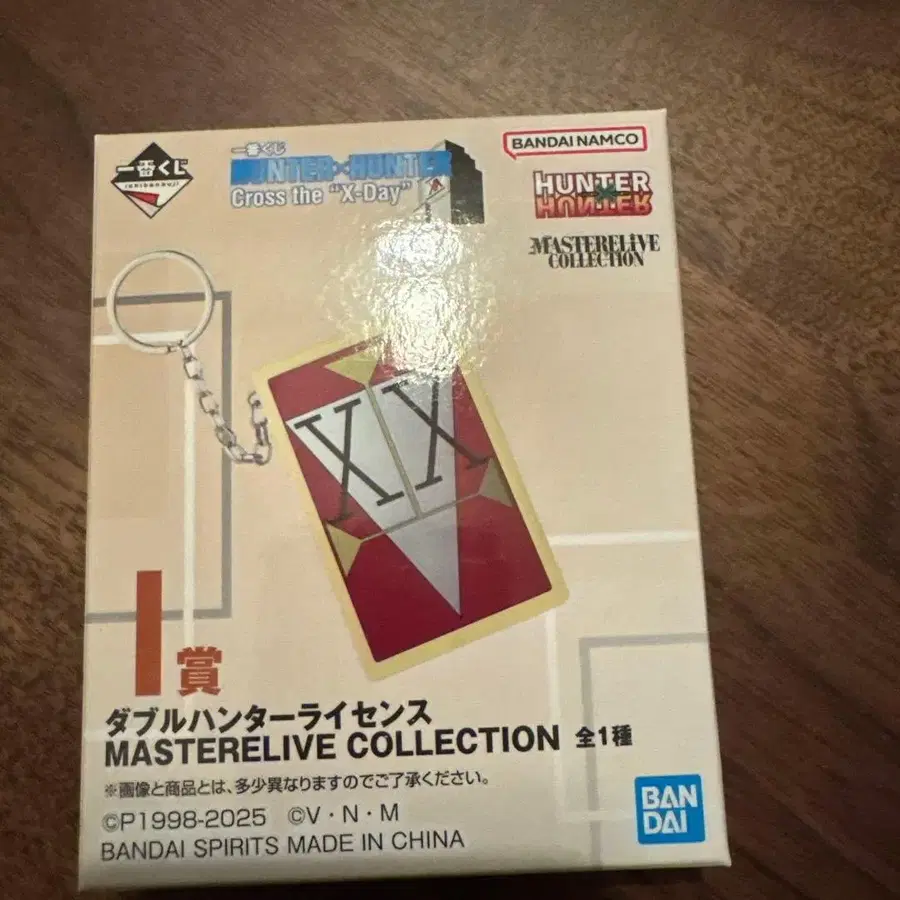 一番くじ
一番くじ
HUNTER×HUNTER
Cross the "X-Day"
BANDAI NAMCO
HUNTER
HUNTER
MASTERELIVE
COLLECTION
XX
I賞
ダブルハンターライセンス
MASTERELIVE COLLECTION 全1種
※画像と商品とは、多少異なりますのでご了承ください。
©P1998-2025 ©V・N・M
BANDAI SPIRITS MADE IN CHINA
BAN
DAI